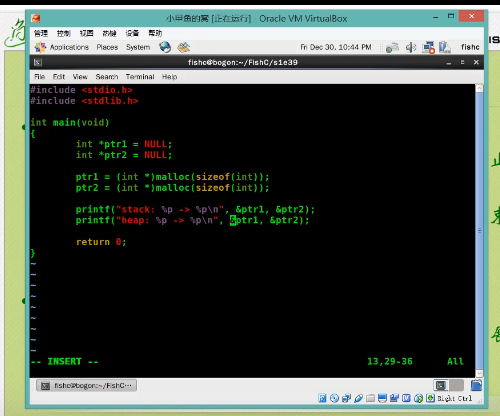 小甲鱼的窝 [正在运行] - Oracle VM VirtualBox
管理 控制 视图 热键 设备 帮助
Applications Places System Fri Dec 30, 10:44 PM fishc
fishc@bogon:~/FishC/s1e39
File Edit View Search Terminal Help
#include <stdio.h>
#include <stdlib.h>
int main(void)
{
int *ptr1 = NULL;
int *ptr2 = NULL;
ptr1 = (int *)malloc(sizeof(int));
ptr2 = (int *)malloc(sizeof(int));
printf("stack: %p -> %p\n", &ptr1, &ptr2);
printf("heap: %p -> %p\n", &ptr1, &ptr2);
return 0;
}
~
~
~
~
~
~
~
~
-- INSERT -- 13,29-36 All
fishc@bogon:~/FishC...
Right Ctrl